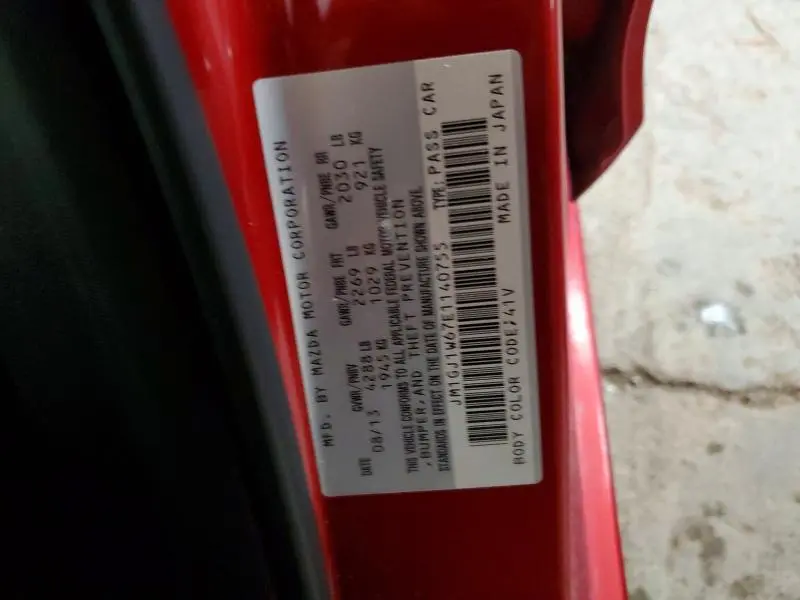 MFD. BY MAZDA MOTOR CORPORATION
DATE GVWR/PNBV GAWR/PNBE FRT GAWR/PNBE RR
08/13 4288 LB 2269 LB 2030 LB
1945 KG 1029 KG 921 KG
THIS VEHICLE CONFORMS TO ALL APPLICABLE FEDERAL MOTOR VEHICLE SAFETY
,BUMPER,AND THEFT PREVENTION
STANDARDS IN EFFECT ON THE DATE OF MANUFACTURE SHOWN ABOVE.
JM1GJ1W67E1140755 TYPE: PASS CAR
BODY COLOR CODE:41V MADE IN JAPAN